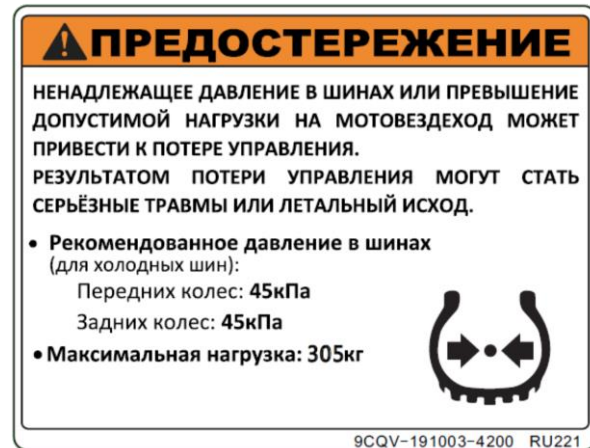 ПРЕДОСТЕРЕЖЕНИЕ
НЕНАДЛЕЖАЩЕЕ ДАВЛЕНИЕ В ШИНАХ ИЛИ ПРЕВЫШЕНИЕ
ДОПУСТИМОЙ НАГРУЗКИ НА МОТОВЕЗДЕХОД МОЖЕТ
ПРИВЕСТИ К ПОТЕРЕ УПРАВЛЕНИЯ.
РЕЗУЛЬТАТОМ ПОТЕРИ УПРАВЛЕНИЯ МОГУТ СТАТЬ
СЕРЬЁЗНЫЕ ТРАВМЫ ИЛИ ЛЕТАЛЬНЫЙ ИСХОД.
• Рекомендованное давление в шинах
(для холодных шин):
Передних колес: 45кПа
Задних колес: 45кПа
• Максимальная нагрузка: 305кг
9CQV-191003-4200 RU221